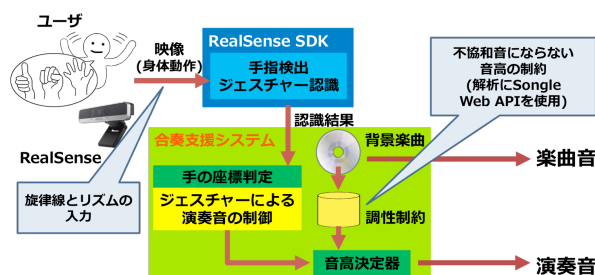 ユーザ
映像
(身体動作)
RealSense
旋律線とリズムの
入力
RealSense SDK
手指検出
ジェスチャー認識
認識結果
合奏支援システム
手の座標判定
ジェスチャーによる
演奏音の制御
背景楽曲
調性制約
音高決定器
不協和音にならない
音高の制約
(解析にSongle
Web APIを使用)
楽曲音
演奏音